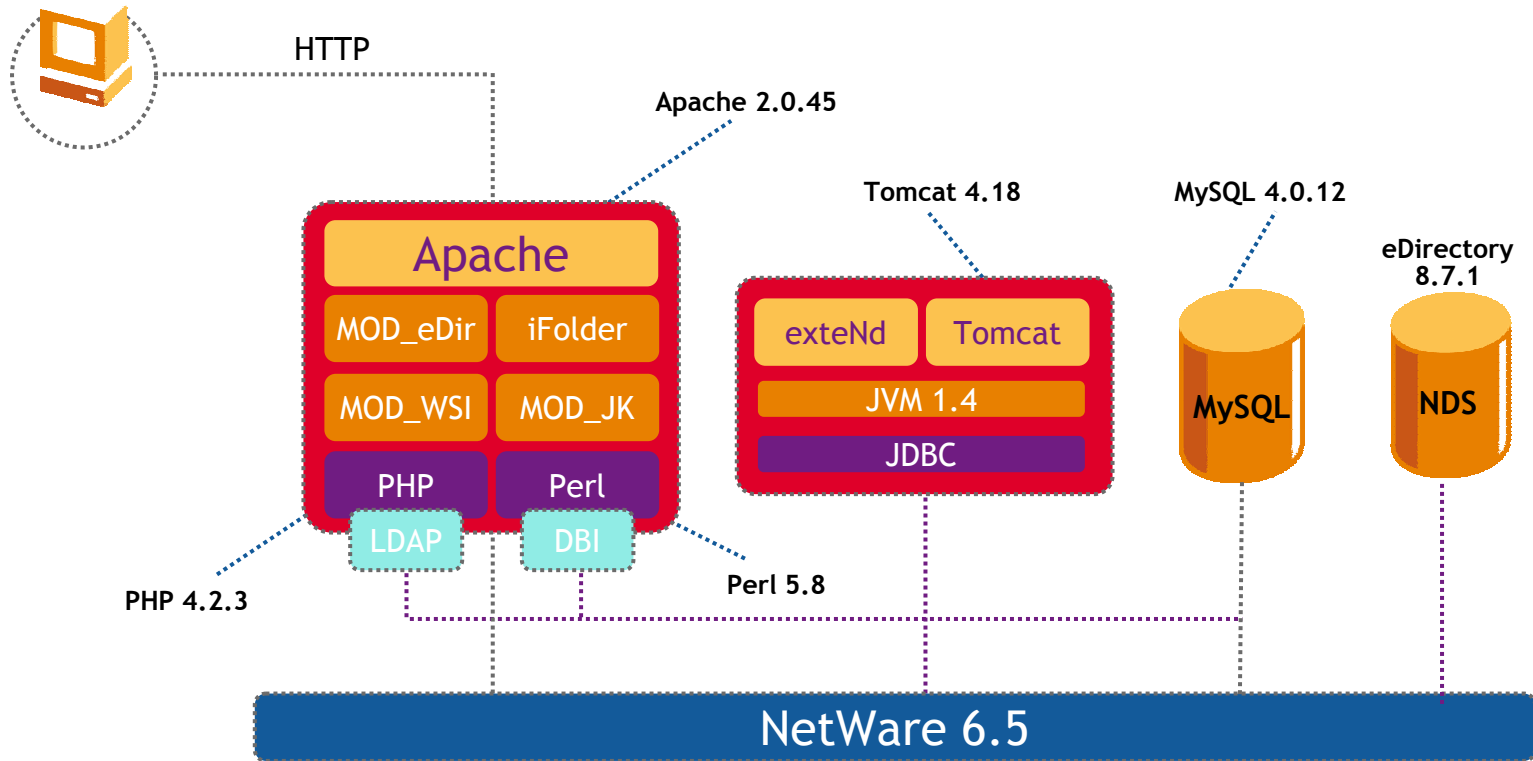 HTTP
Apache 2.0.45
Tomcat 4.18
MySQL 4.0.12
eDirectory
8.7.1
Apache
MOD_eDir
iFolder
MOD_WSI
MOD_JK
PHP
Perl
LDAP
DBI
exteNd
Tomcat
JVM 1.4
JDBC
MySQL
NDS
PHP 4.2.3
Perl 5.8
NetWare 6.5